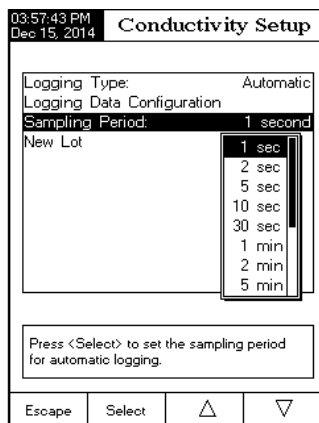 03:57:43 PM
Dec 15, 2014
Conductivity Setup
Logging Type: Automatic
Logging Data Configuration
Sampling Period: 1 second
New Lot
1 sec
2 sec
5 sec
10 sec
30 sec
1 min
2 min
5 min
Press <Select> to set the sampling period
for automatic logging.
Escape Select